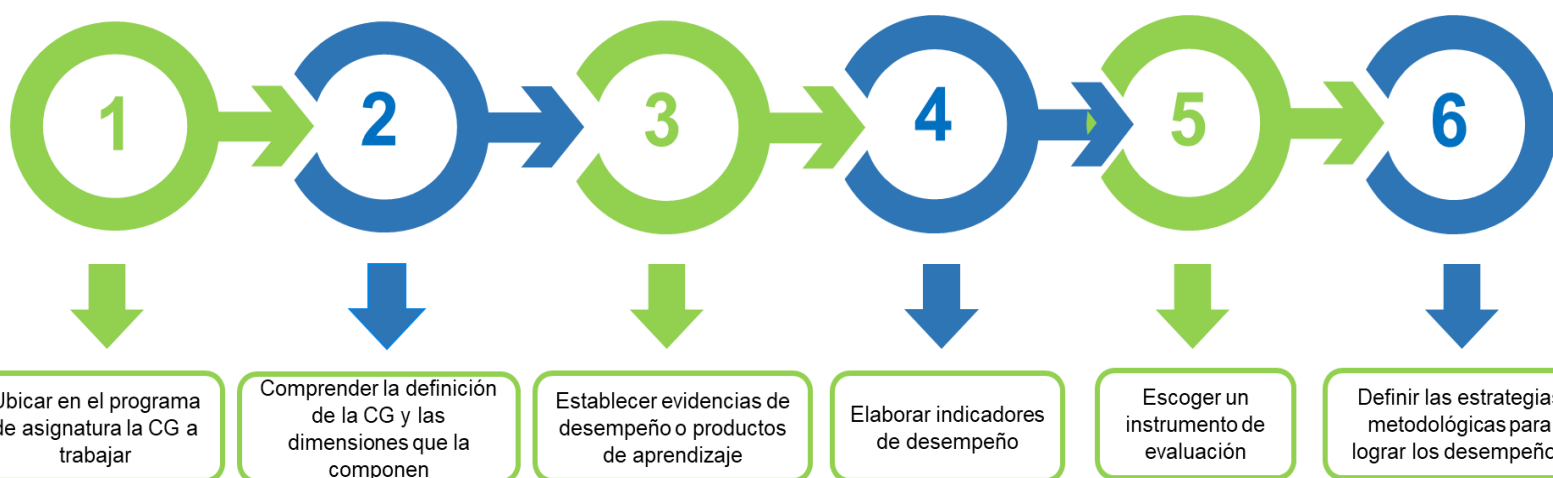 1
2
3
4
5
6
Ubicar en el programa
de asignatura la CG a
trabajar
Comprender la definición
de la CG y las
dimensiones que la
componen
Establecer evidencias de
desempeño o productos
de aprendizaje
Elaborar indicadores
de desempeño
Escoger un
instrumento de
evaluación
Definir las estrategias
metodológicas para
lograr los desempeño